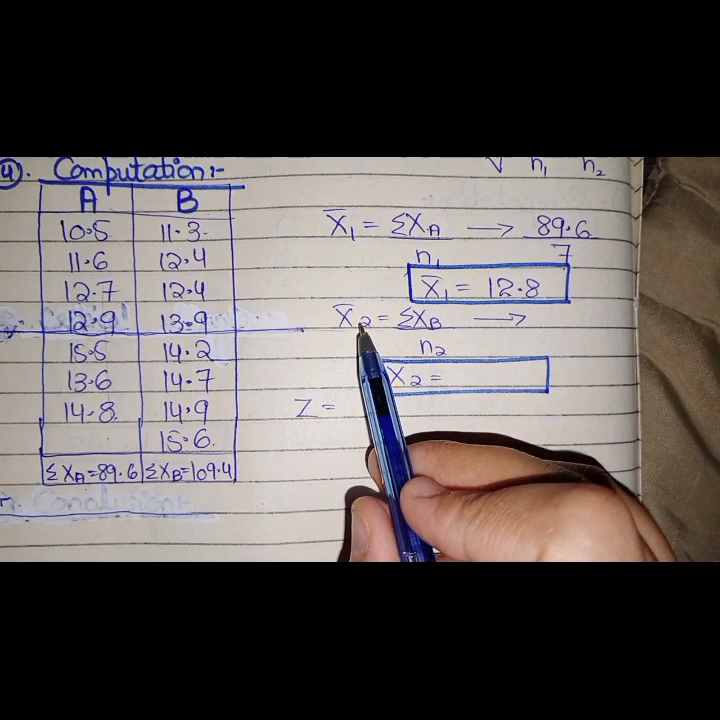 4). Computation:-
√ n₁ n₂
A B
10.5 11.3
11.6 12.4
12.7 12.4
12.9 13.9
15.5 14.2
13.6 14.7
14.8 14.9
15.6
ΣXA=89.6 ΣXB=109.4
X̄₁ = ΣXA/n₁ → 89.6/7
X̄₁ = 12.8
X̄₂ = ΣXB/n₂ →
X₂ =
Z =